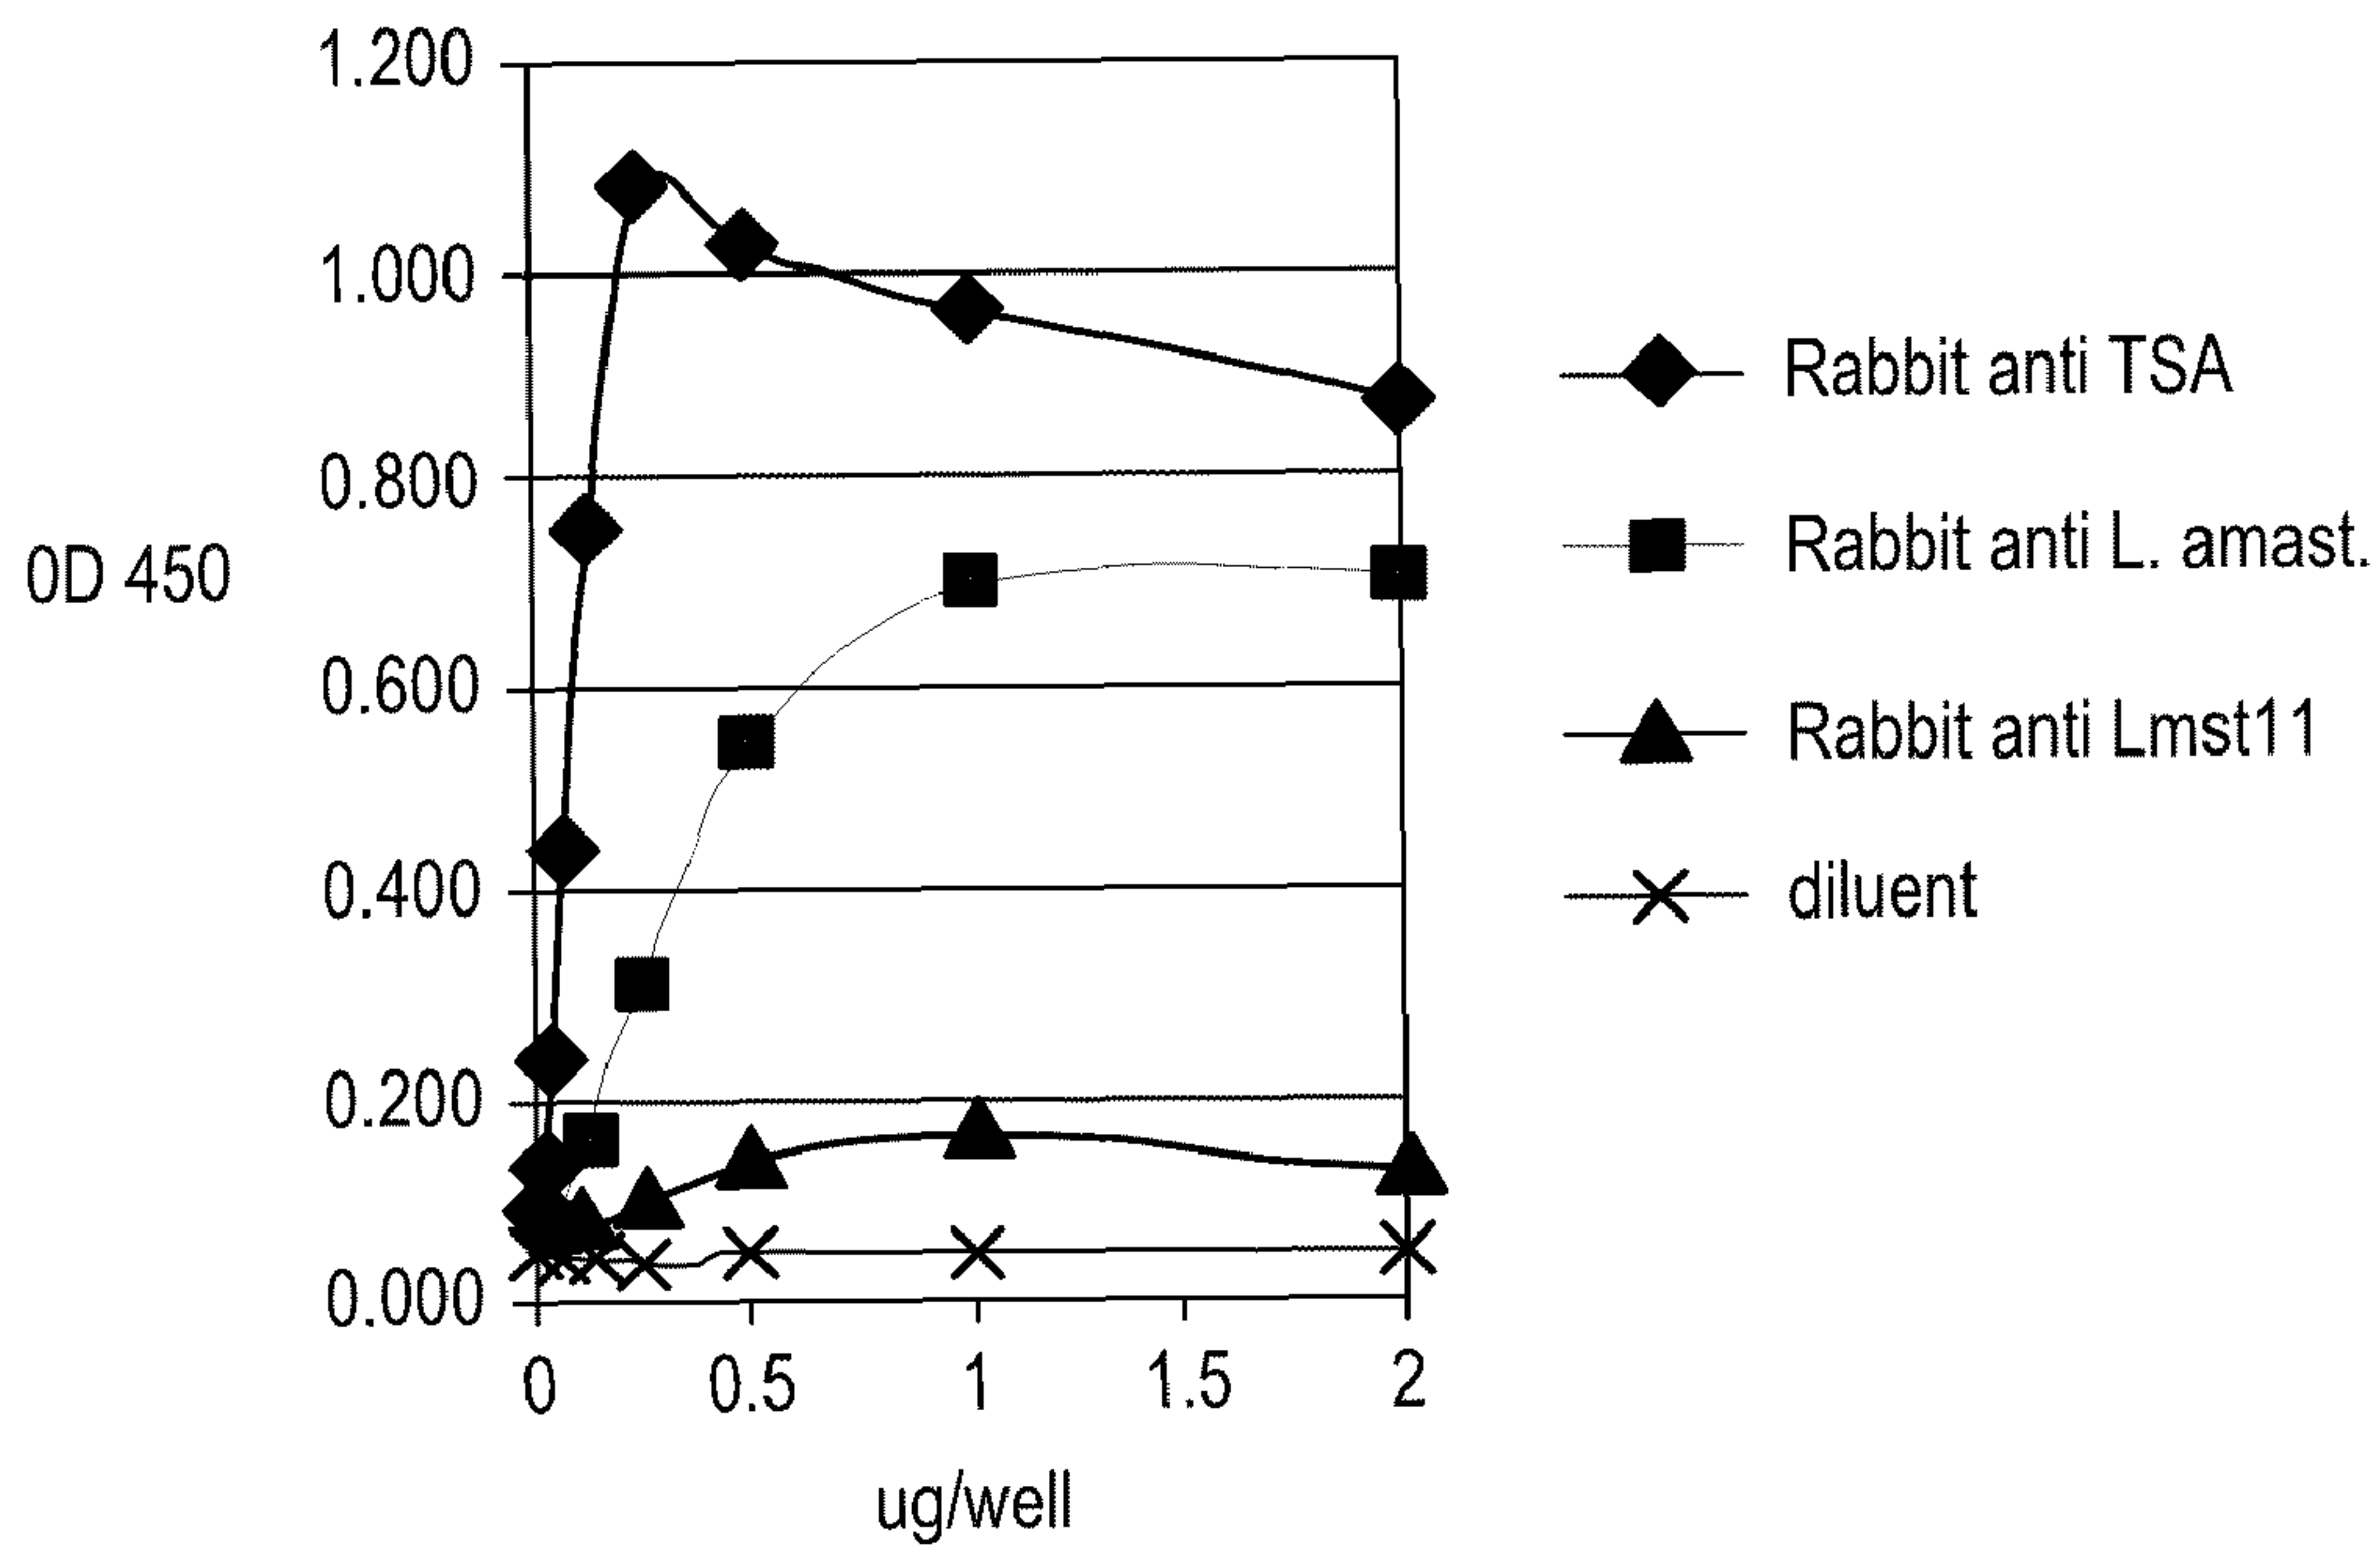 1.200
1.000
0.800
0D 450
0.600
0.400
0.200
0.000
0 0.5 1 1.5 2
ug/well
Rabbit anti TSA
Rabbit anti L. amast.
Rabbit anti Lmst11
diluent